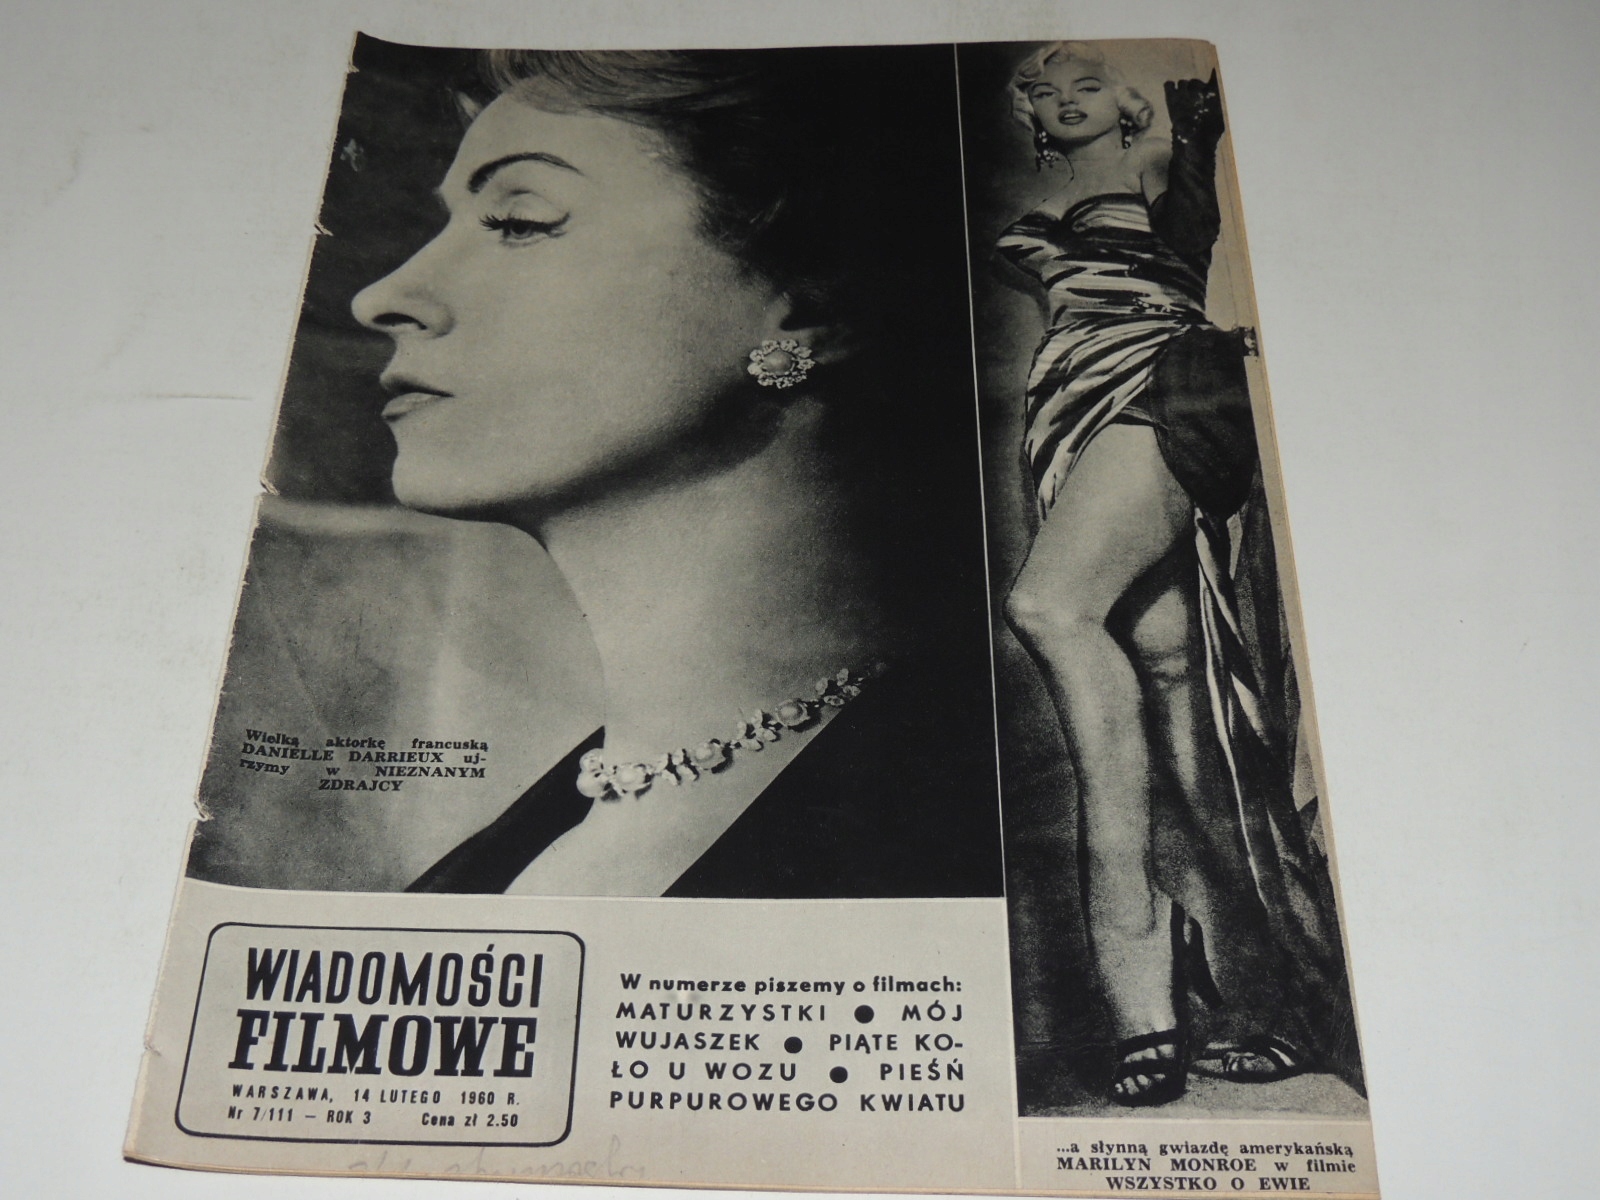 Wielką aktorkę francuską
DANIELLE DARRIEUX uj-
rzymy w NIEZNANYM
ZDRAJCY
WIADOMOŚCI
FILMOWE
WARSZAWA, 14 LUTEGO 1960 R.
Nr 7/111 — ROK 3 Cena zł 2.50
W numerze piszemy o filmach:
MATURZYSTKI ● MÓJ
WUJASZEK ● PIĄTE KO-
ŁO U WOZU ● PIEŚŃ
PURPUROWEGO KWIATU
...a słynną gwiazdę amerykańską
MARILYN MONROE w filmie
WSZYSTKO O EWIE